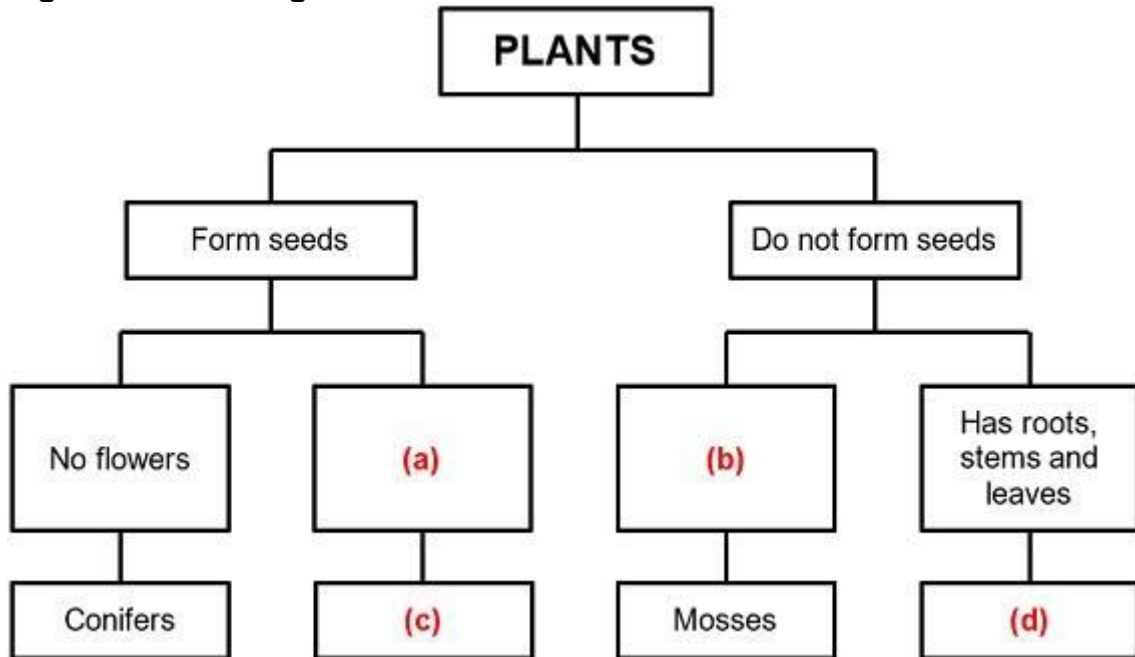 PLANTS
Form seeds
Do not form seeds
No flowers
(a)
(b)
Has roots,
stems and
leaves
Conifers
(c)
Mosses
(d)